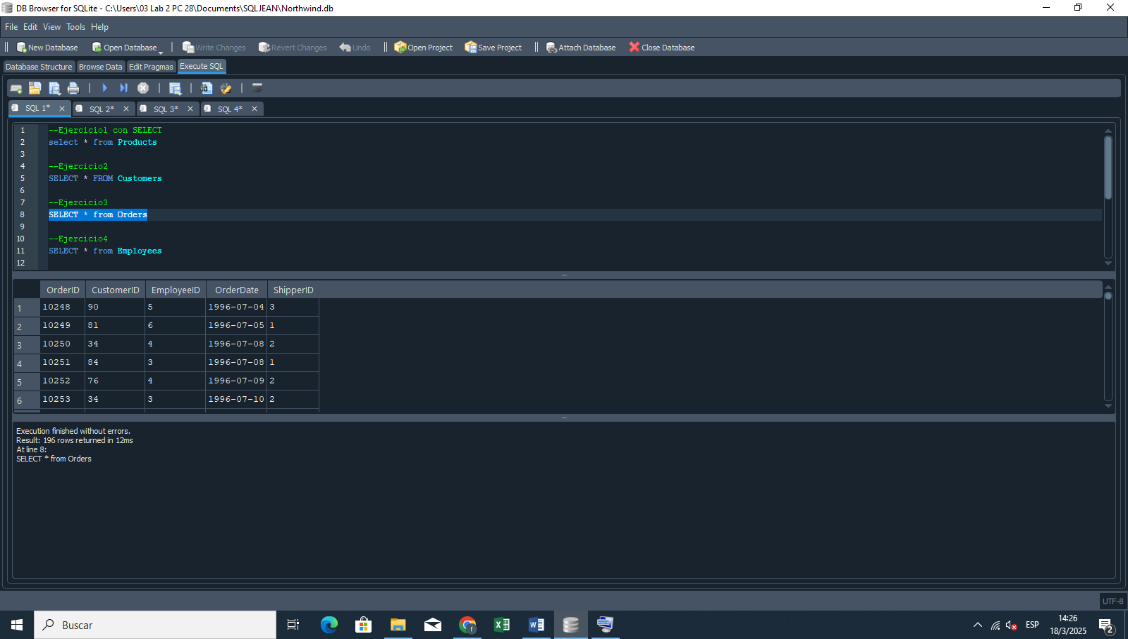 DB Browser for SQLite - C:\Users\03 Lab 2 PC 28\Documents\SQLJEAN\Northwind.db
File Edit View Tools Help
New Database Open Database Write Changes Revert Changes Undo Open Project Save Project Attach Database Close Database
Database Structure Browse Data Edit Pragmas Execute SQL
SQL 1* SQL 2* SQL 3* SQL 4*
1 --Ejercicio1 con SELECT
2 select * from Products
3
4 --Ejercicio2
5 SELECT * FROM Customers
6
7 --Ejercicio3
8 SELECT * from Orders
9
10 --Ejercicio4
11 SELECT * from Employees
12
OrderID CustomerID EmployeeID OrderDate ShipperID
1 10248 90 5 1996-07-04 3
2 10249 81 6 1996-07-05 1
3 10250 34 4 1996-07-08 2
4 10251 84 3 1996-07-08 1
5 10252 76 4 1996-07-09 2
6 10253 34 3 1996-07-10 2
Execution finished without errors.
Result: 196 rows returned in 12ms
At line 8:
SELECT * from Orders
UTF-8
Buscar
ESP
14:26
18/3/2025
2